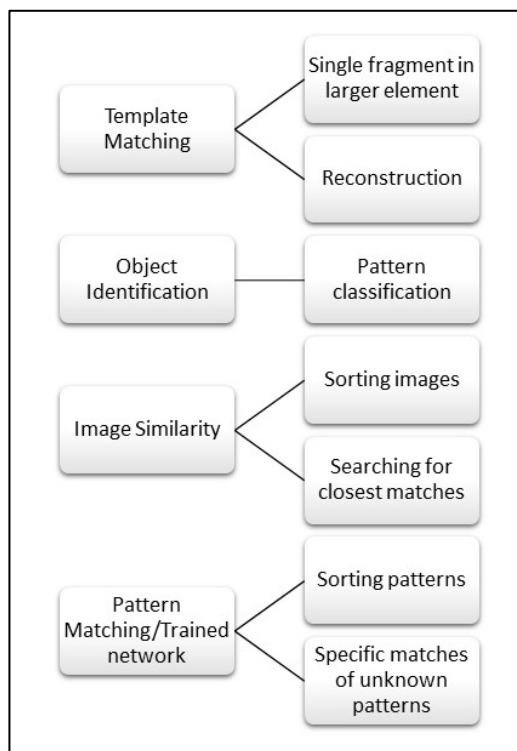 Template
Matching
Single fragment in
larger element
Reconstruction
Object
Identification
Pattern
classification
Image Similarity
Sorting images
Searching for
closest matches
Pattern
Matching/Trained
network
Sorting patterns
Specific matches
of unknown
patterns